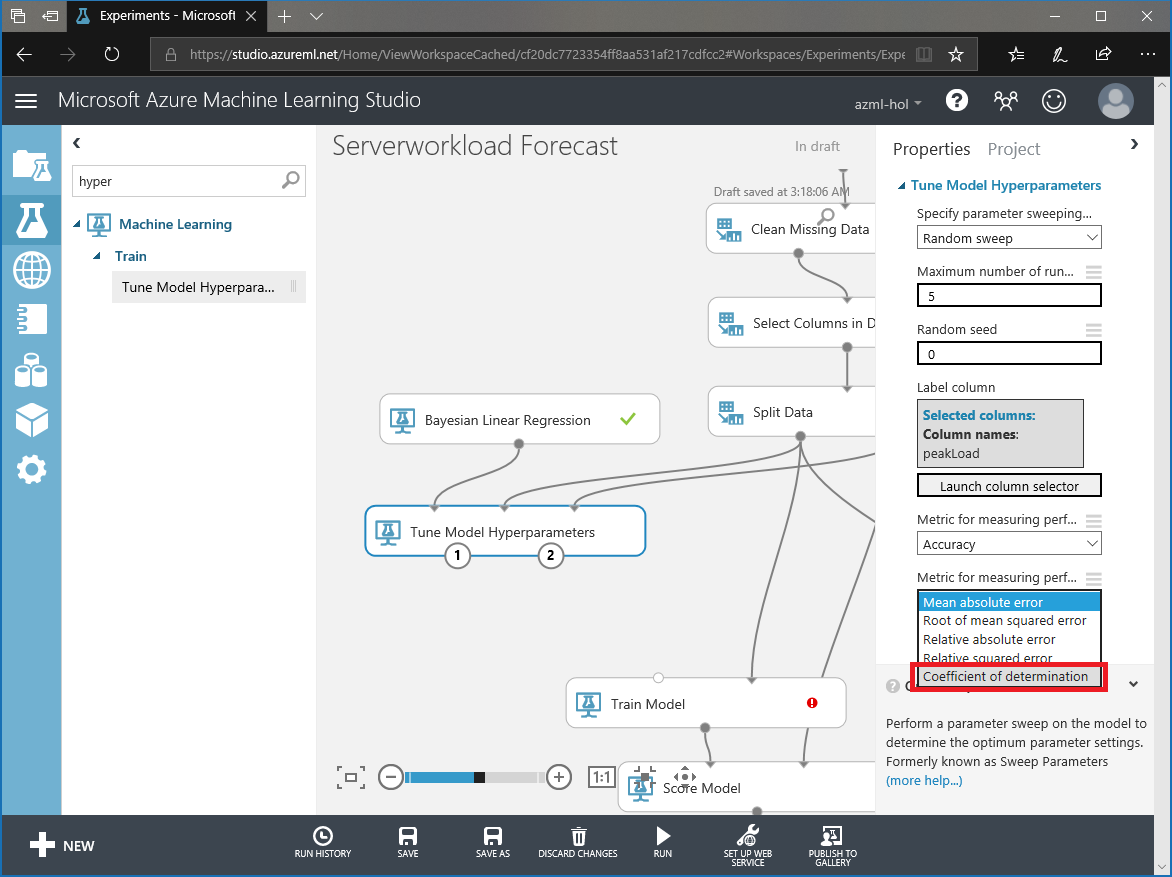 Experiments - Microsoft
https://studio.azureml.net/Home/ViewWorkspaceCached/cf20dc7723354ff8aa531af217cdfcc2#Workspaces/Experiments/Expe
Microsoft Azure Machine Learning Studio
azml-hol
?
hyper
Machine Learning
Train
Tune Model Hyperpara...
Serverworkload Forecast
In draft
Draft saved at 3:18:06 AM
Clean Missing Data
Select Columns in D
Split Data
Bayesian Linear Regression
Tune Model Hyperparameters
1
2
Train Model
Score Model
1:1
Properties
Project
Tune Model Hyperparameters
Specify parameter sweeping...
Random sweep
Maximum number of run...
5
Random seed
0
Label column
Selected columns:
Column names:
peakLoad
Launch column selector
Metric for measuring perf...
Accuracy
Metric for measuring perf...
Mean absolute error
Root of mean squared error
Relative absolute error
Relative squared error
Coefficient of determination
?
Perform a parameter sweep on the model to
determine the optimum parameter settings.
Formerly known as Sweep Parameters
(more help...)
NEW
RUN HISTORY
SAVE
SAVE AS
DISCARD CHANGES
RUN
SET UP WEB
SERVICE
PUBLISH TO
GALLERY